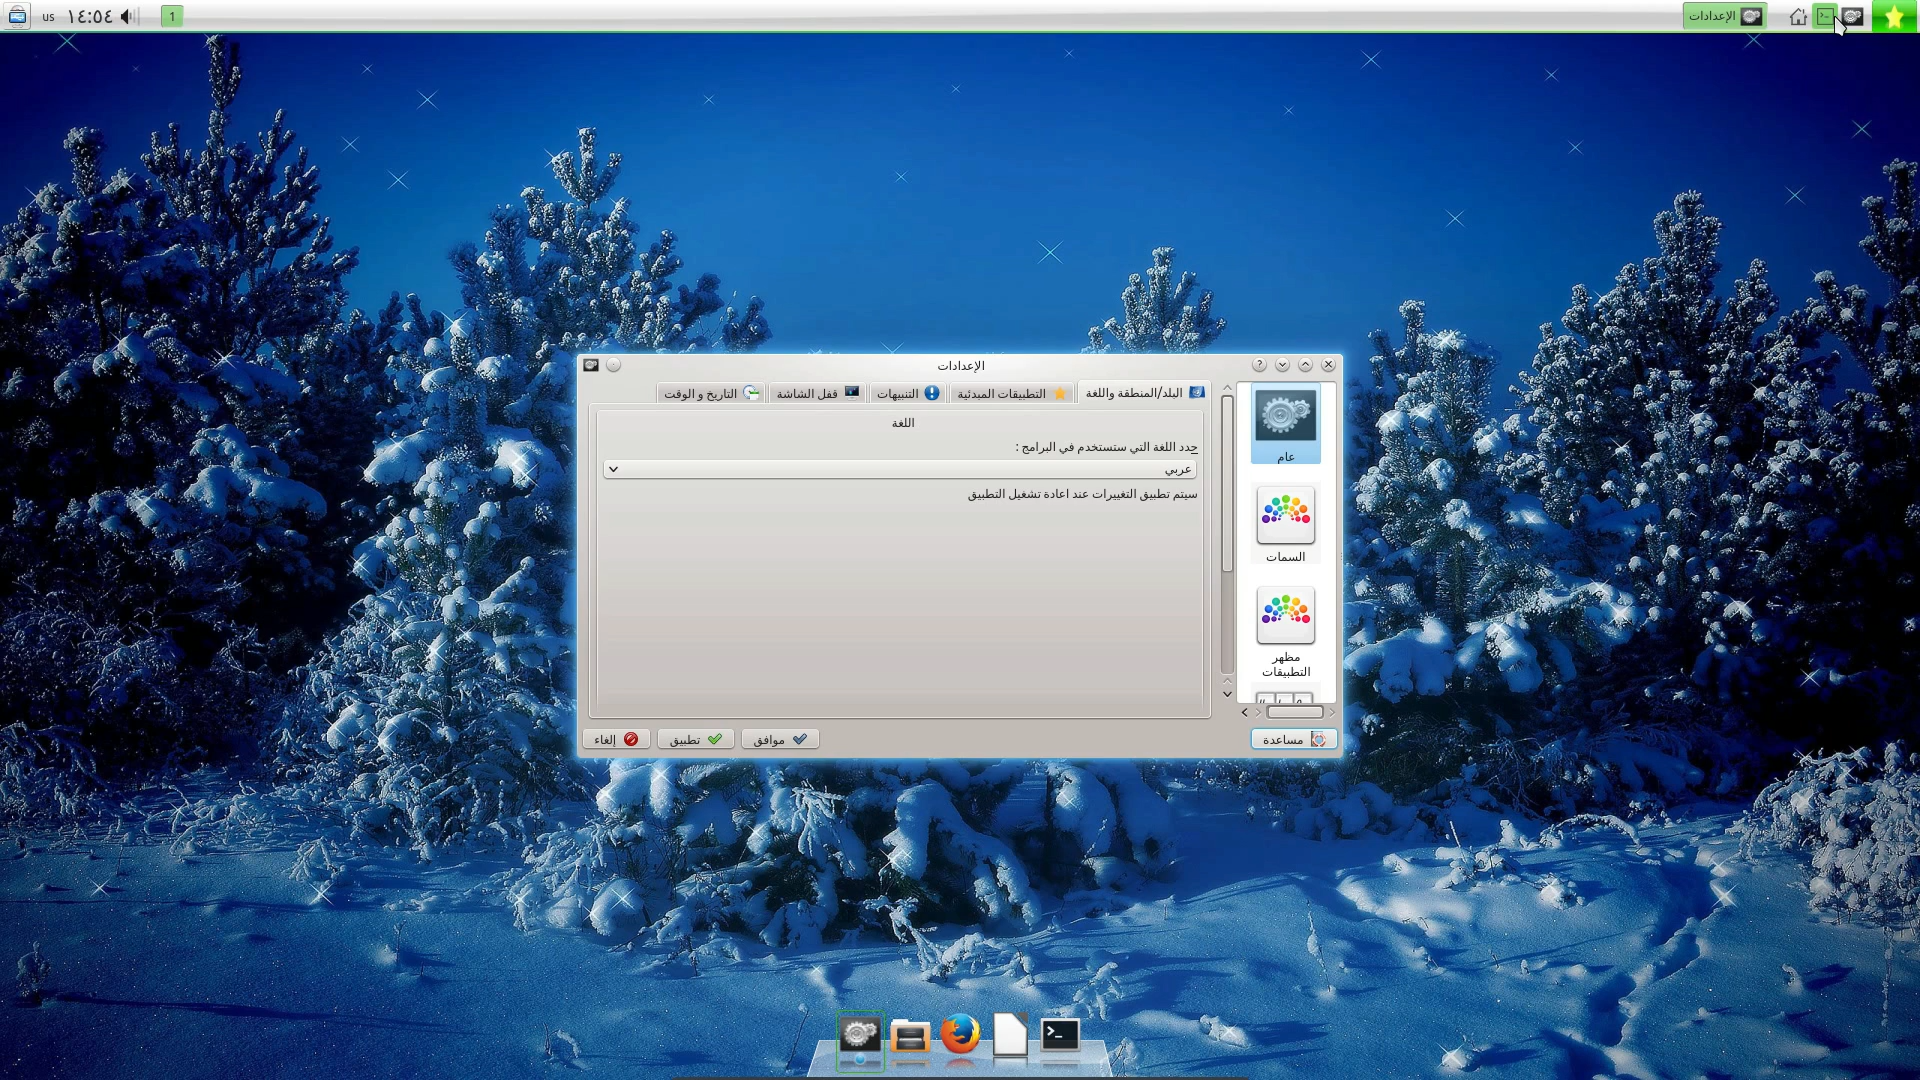 us
١٤:٥٤
1
الإعدادات
الإعدادات
البلد/المنطقة واللغة
التطبيقات المبدئية
التنبيهات
قفل الشاشة
التاريخ و الوقت
اللغة
حدد اللغة التي ستستخدم في البرامج :
عربي
سيتم تطبيق التغييرات عند اعادة تشغيل التطبيق
عام
السمات
مظهر
التطبيقات
مساعدة
موافق
تطبيق
إلغاء